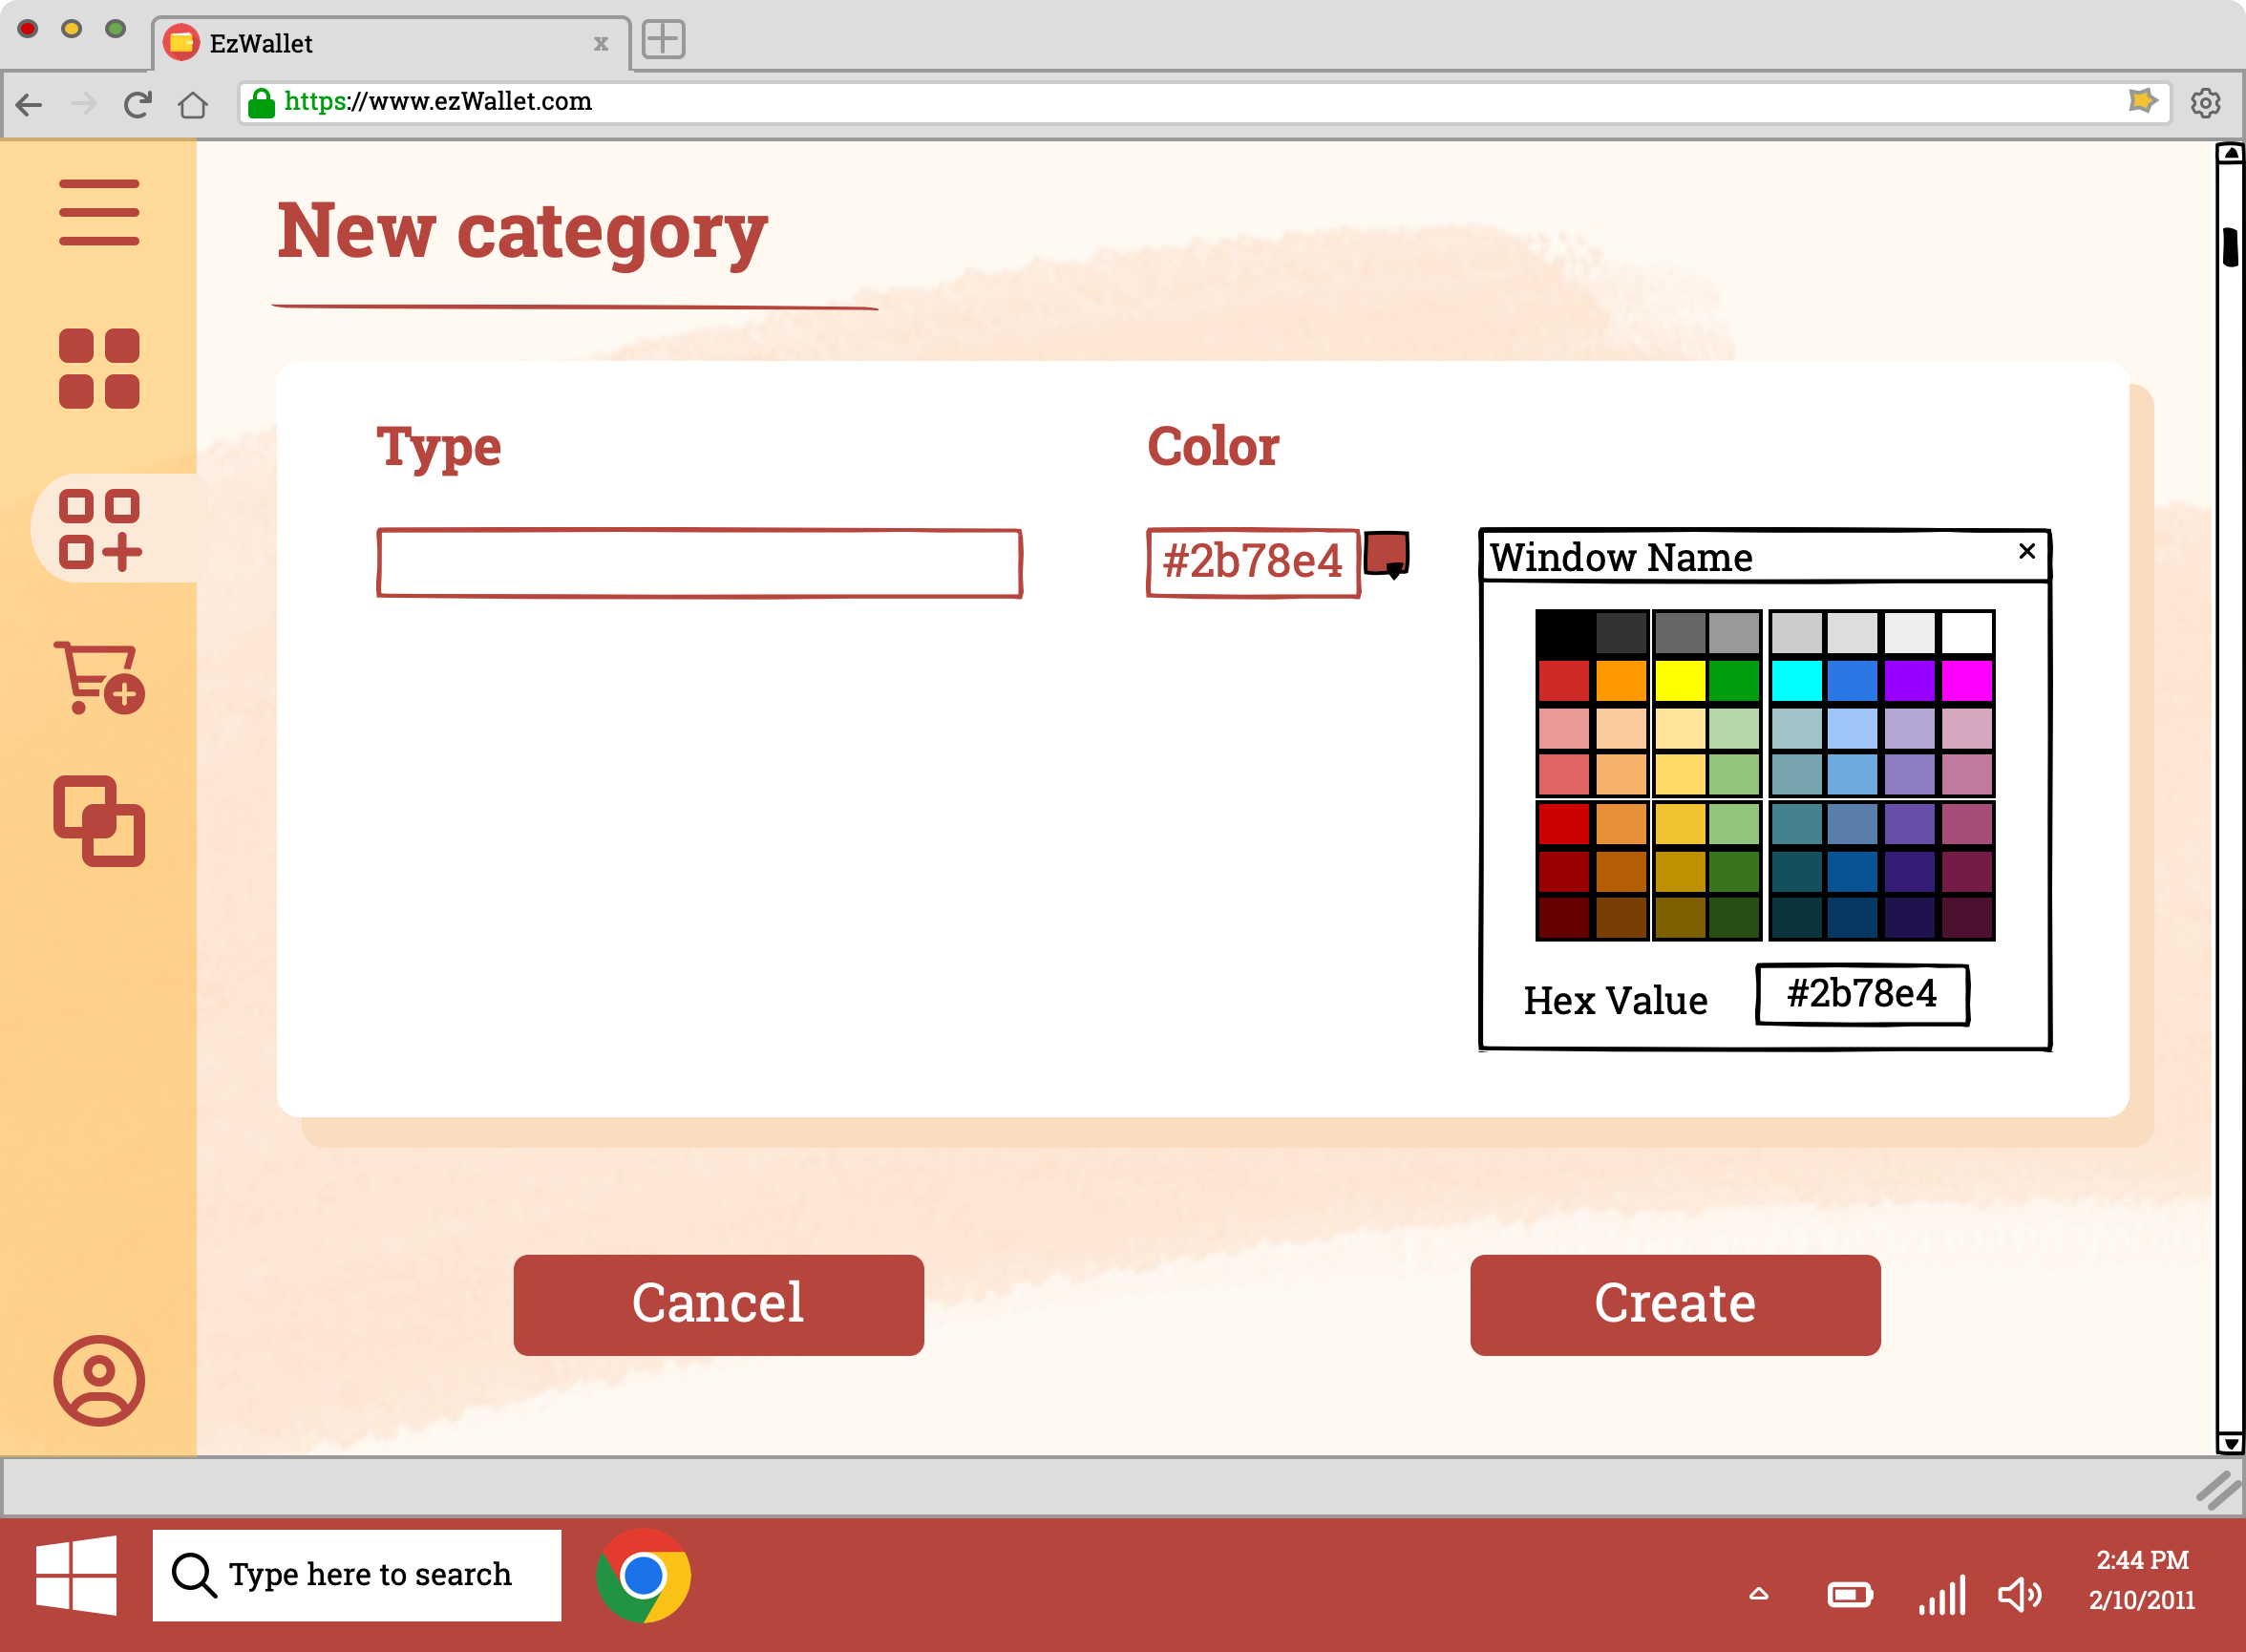 EzWallet
x
https://www.ezWallet.com
New category
Type
Color
#2b78e4
Window Name
Hex Value
#2b78e4
Cancel
Create
Type here to search
2:44 PM
2/10/2011